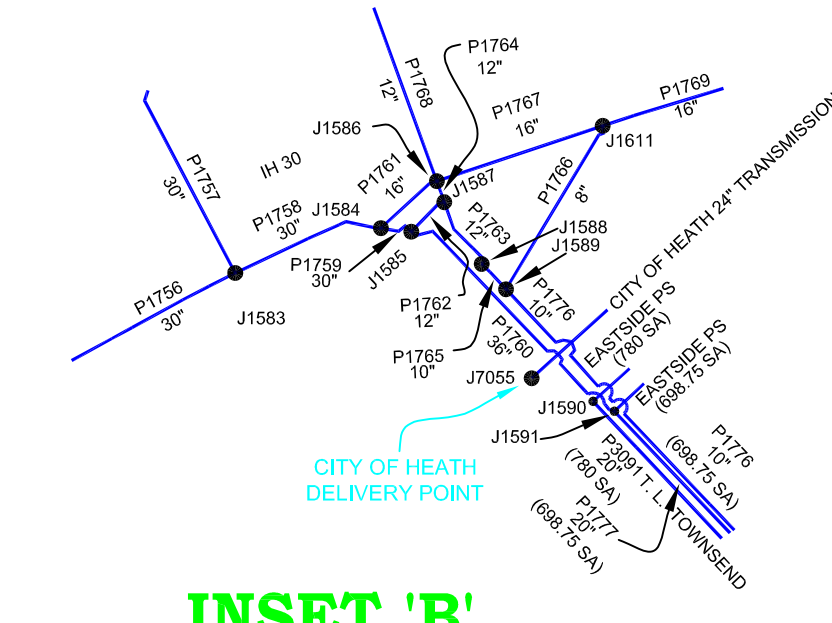 P1764
12"
P1768
12"
P1767
16"
P1769
16"
J1586
J1611
P1757
30"
IH 30
P1761
16"
J1587
P1766
8"
P1758
30"
J1584
P1763
12"
J1588
J1589
CITY OF HEATH 24" TRANSMISSION
P1759
30"
J1585
P1756
30"
J1583
P1762
12"
P1776
10"
P1760
36"
P1765
10"
EASTSIDE PS
(780 SA)
J7055
EASTSIDE PS
(698.75 SA)
J1590
J1591
CITY OF HEATH
DELIVERY POINT
P3091
20"
(780 SA)
T. L. TOWNSEND
P1776
10"
(698.75 SA)
P1777
20"
(698.75 SA)
INSET 'B'